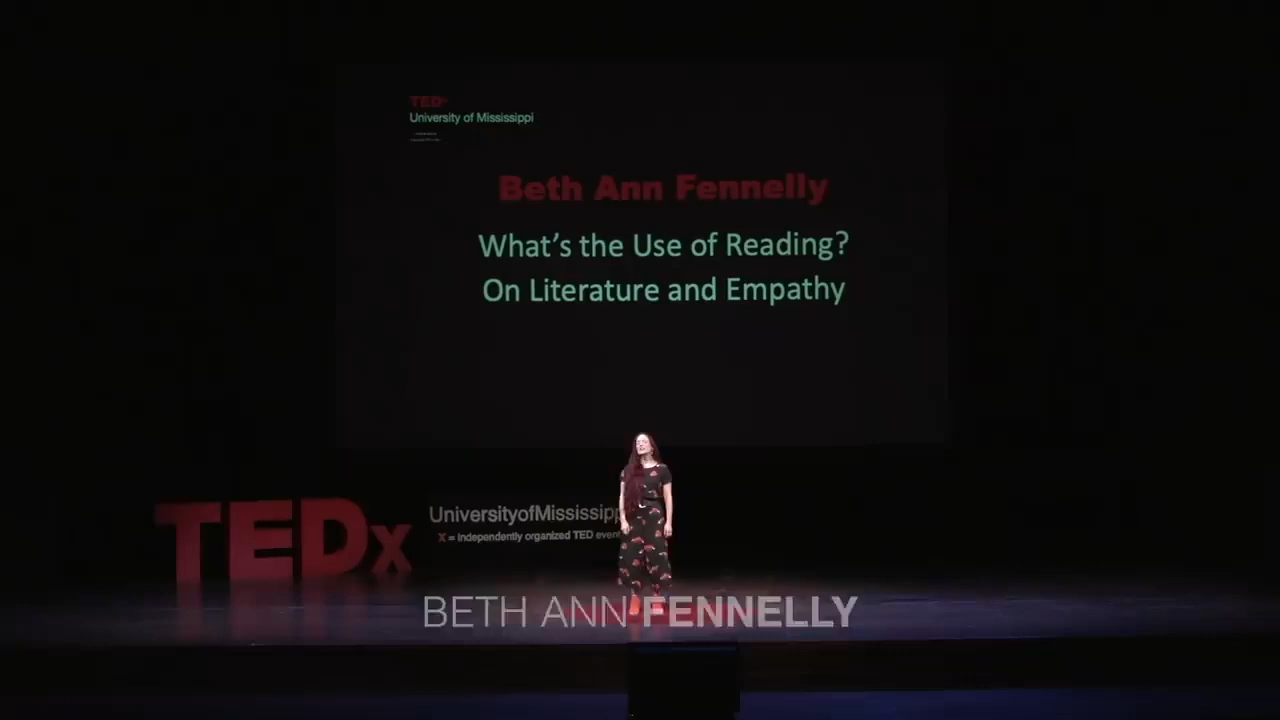 TEDx
University of Mississippi
Beth Ann Fennelly
What's the Use of Reading?
On Literature and Empathy
TEDx
UniversityofMississipp
X = independently organized TED event
BETH ANN FENNELLY